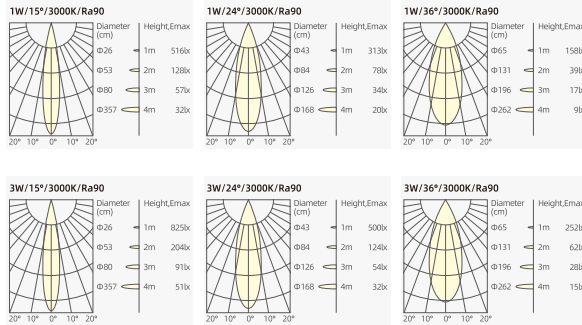 1W/15°/3000K/Ra90
Diameter (cm) Height,Emax
Φ26 1m 516lx
Φ53 2m 128lx
Φ80 3m 57lx
Φ357 4m 32lx
20° 10° 0° 10° 20°
1W/24°/3000K/Ra90
Diameter (cm) Height,Emax
Φ43 1m 313lx
Φ84 2m 78lx
Φ126 3m 34lx
Φ168 4m 20lx
20° 10° 0° 10° 20°
1W/36°/3000K/Ra90
Diameter (cm) Height,Emax
Φ65 1m 158lx
Φ131 2m 39lx
Φ196 3m 17lx
Φ262 4m 9lx
20° 10° 0° 10° 20°
3W/15°/3000K/Ra90
Diameter (cm) Height,Emax
Φ26 1m 825lx
Φ53 2m 204lx
Φ80 3m 91lx
Φ357 4m 51lx
20° 10° 0° 10° 20°
3W/24°/3000K/Ra90
Diameter (cm) Height,Emax
Φ43 1m 500lx
Φ84 2m 124lx
Φ126 3m 54lx
Φ168 4m 32lx
20° 10° 0° 10° 20°
3W/36°/3000K/Ra90
Diameter (cm) Height,Emax
Φ65 1m 252lx
Φ131 2m 62lx
Φ196 3m 28lx
Φ262 4m 15lx
20° 10° 0° 10° 20°